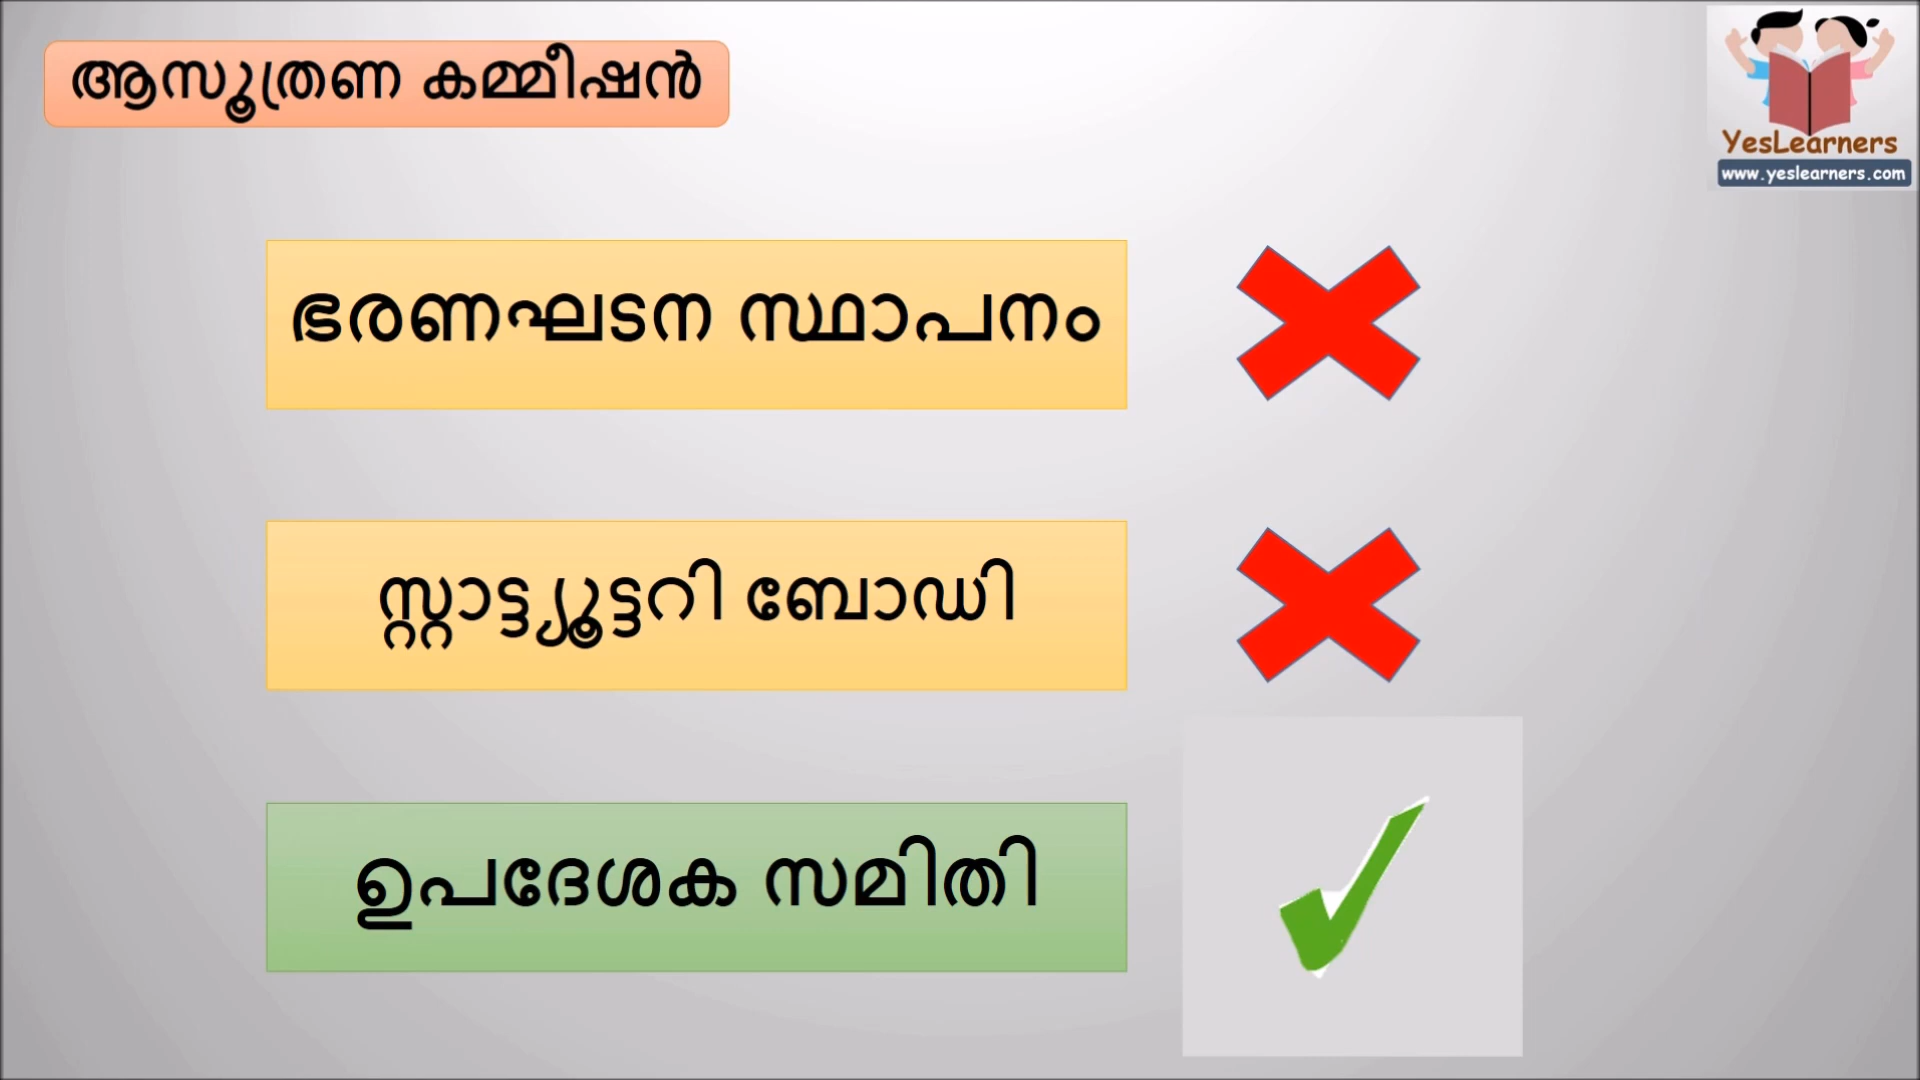 ആസൂത്രണ കമ്മീഷൻ
YesLearners
www.yeslearners.com
ഭരണഘടന സ്ഥാപനം
സ്റ്റാട്ട്യൂട്ടറി ബോഡി
ഉപദേശക സമിതി